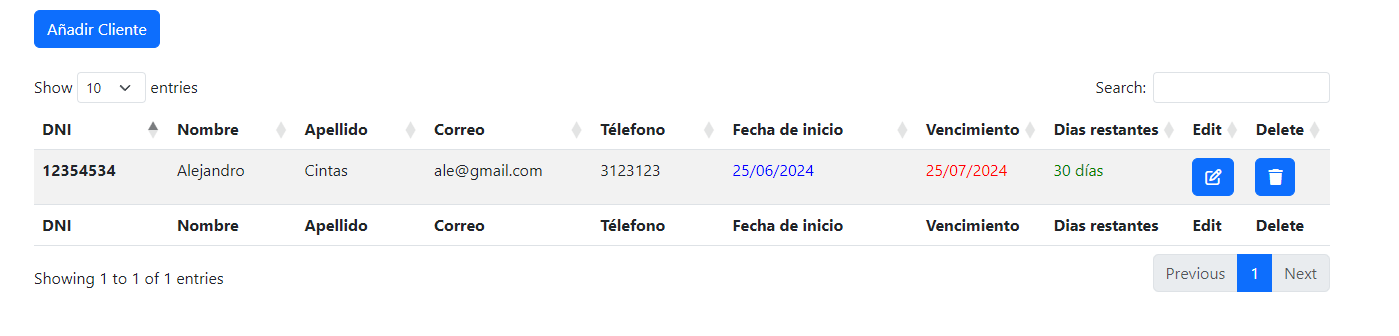 Añadir Cliente
Show 10 entries Search:
DNI Nombre Apellido Correo Télefono Fecha de inicio Vencimiento Dias restantes Edit Delete
12354534 Alejandro Cintas ale@gmail.com 3123123 25/06/2024 25/07/2024 30 días
DNI Nombre Apellido Correo Télefono Fecha de inicio Vencimiento Dias restantes Edit Delete
Showing 1 to 1 of 1 entries Previous 1 Next